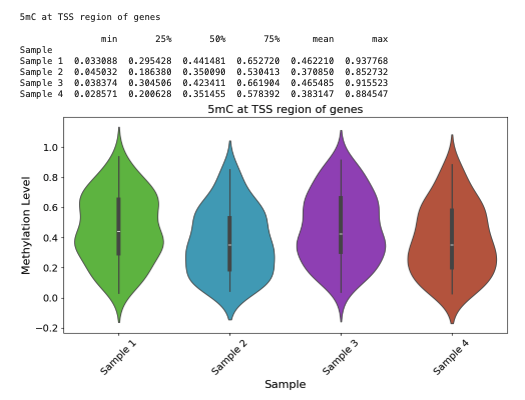 5mC at TSS region of genes
min 25% 50% 75% mean max
Sample
Sample 1 0.033088 0.295428 0.441481 0.652720 0.462210 0.937768
Sample 2 0.045032 0.186380 0.350090 0.530413 0.370850 0.852732
Sample 3 0.038374 0.304506 0.423411 0.661904 0.465485 0.915523
Sample 4 0.028571 0.200628 0.351455 0.578392 0.383147 0.884547
5mC at TSS region of genes
1.0
0.8
0.6
0.4
0.2
0.0
−0.2
Methylation Level
Sample 1
Sample 2
Sample 3
Sample 4
Sample